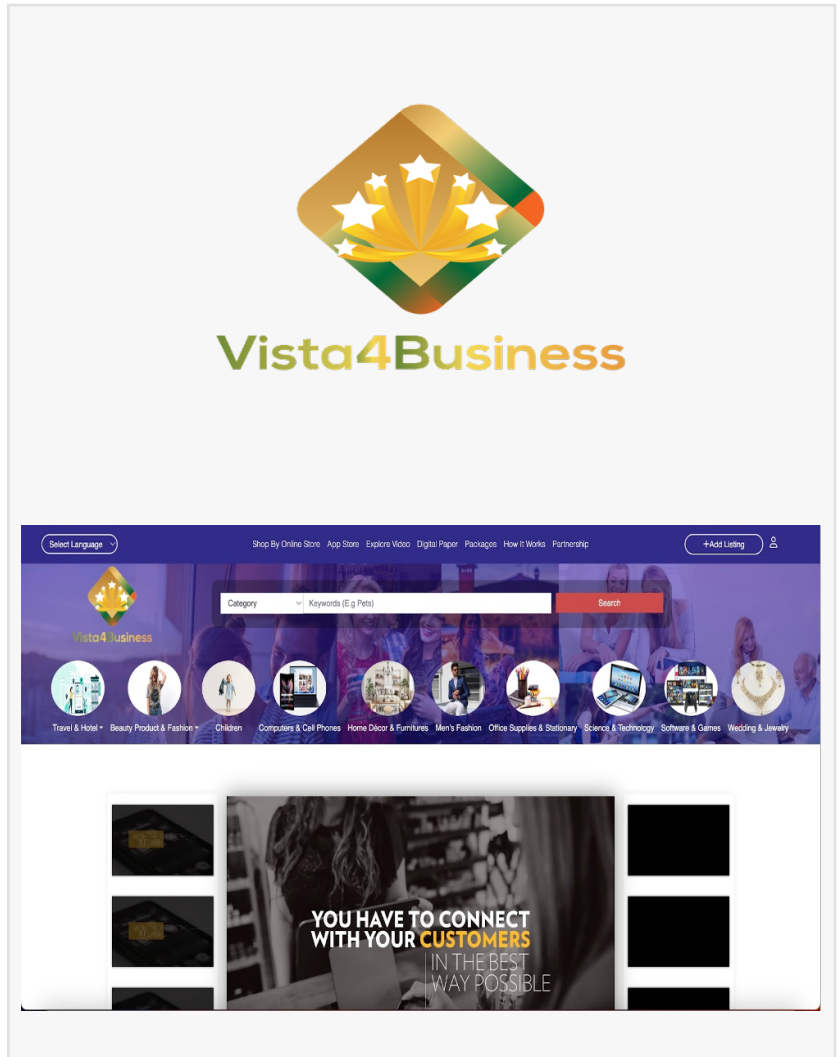 Vista4Business
Select Language
Shop By Online Store App Store Explore Video Digital Paper Packages How It Works Partnership
+Add Listing
Category
Keywords (E.g Pets)
Search
Vista4Business
Travel & Hotel
Beauty Product & Fashion
Children
Computers & Cell Phones
Home Décor & Furnitures
Men's Fashion
Office Supplies & Stationary
Science & Technology
Software & Games
Wedding & Jewelry
YOU HAVE TO CONNECT
WITH YOUR CUSTOMERS
IN THE BEST
WAY POSSIBLE